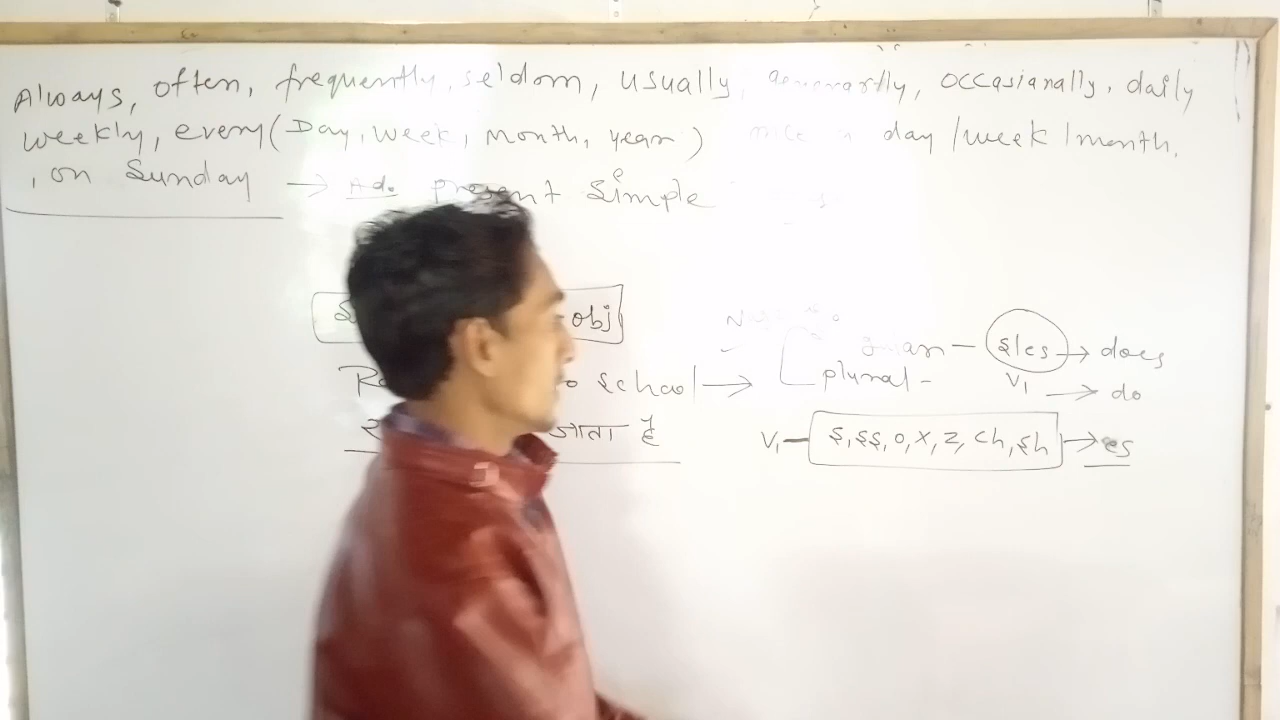 Always, often, frequently, seldom, usually, occasianally, daily
weekly, every (Day, week, month, year) day / week / month,
, on Sunday → Ad. present simple
obj
school →
जाता है
s/es → does
plural - V1 → do
V1 — s, ss, o, x, z, ch, sh → es